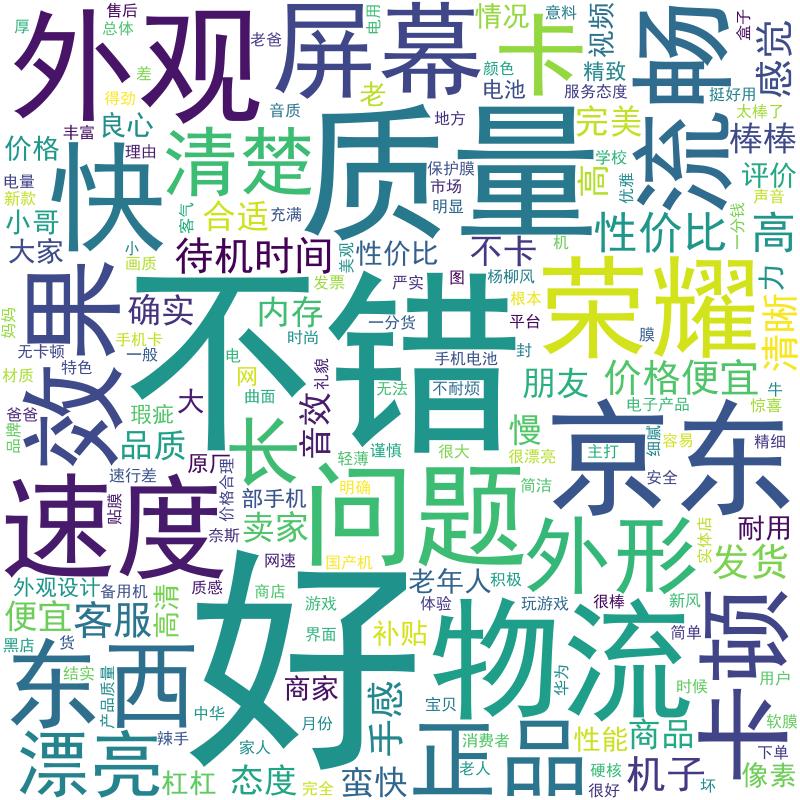 厚
总体
售后
外观
差
得劲
丰富
老爸
屏幕
电用
老
音质
情况
电池
颜色
卡
意料
视频
精致
服务态度
畅
盒子
感觉
挺好用
太棒了
价格
电量
新款
良心
理由
快
清楚
质量
地方
保护膜
市场
明显
完美
学校
高
优雅
流
棒棒
评价
声音
小哥
大家
小
画质
客气
合适
充满
待机时间
美观
性价比
严实
不卡
图
杨柳风
机
性价比
一分钱
高
力
效果
确实
手机卡
一般
内存
时尚
发票
一分货
根本
平台
荣耀
膜
清晰
妈妈
无卡顿
特色
材质
不错
电
网
曲面
礼貌
无法
手机电池
不耐烦
封
朋友
价格便宜
牛
电子产品
惊喜
爸爸
品牌
瑕疵
大
品质
原厂
长
音效
轻薄
谨慎
很大
慢
很漂亮
主打
细腻
容易
精细
京东
速行差
价格合理
贴膜
速度
部手机
卖家
奈斯
明确
问题
简洁
安全
网速
国产机
外形
实体店
耐用
发货
外观设计
备用机
质感
商店
老年人
积极
便宜
客服
高清
好
游戏
界面
体验
补贴
玩游戏
很棒
新风
简单
黑店
货
东西
结实
产品质量
商家
中华
月份
手感
物流
宝贝
华为
时候
卡顿
用户
漂亮
辣手
家人
杠杠
态度
完全
蛮快
正品
消费者
老人
性能
商品
硬核
很好
机子
坏
软膜
下单
像素